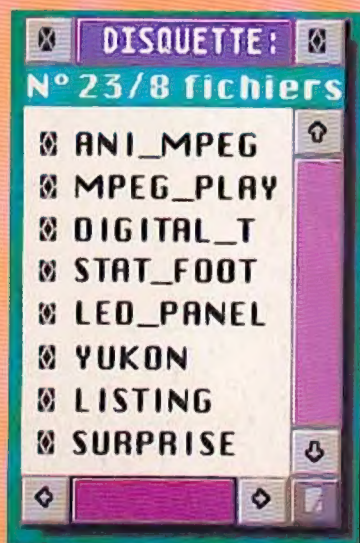 DISQUETTE:
N° 23/8 fichiers
ANI_MPEG
MPEG_PLAY
DIGITAL_T
STAT_FOOT
LED_PANEL
YUKON
LISTING
SURPRISE